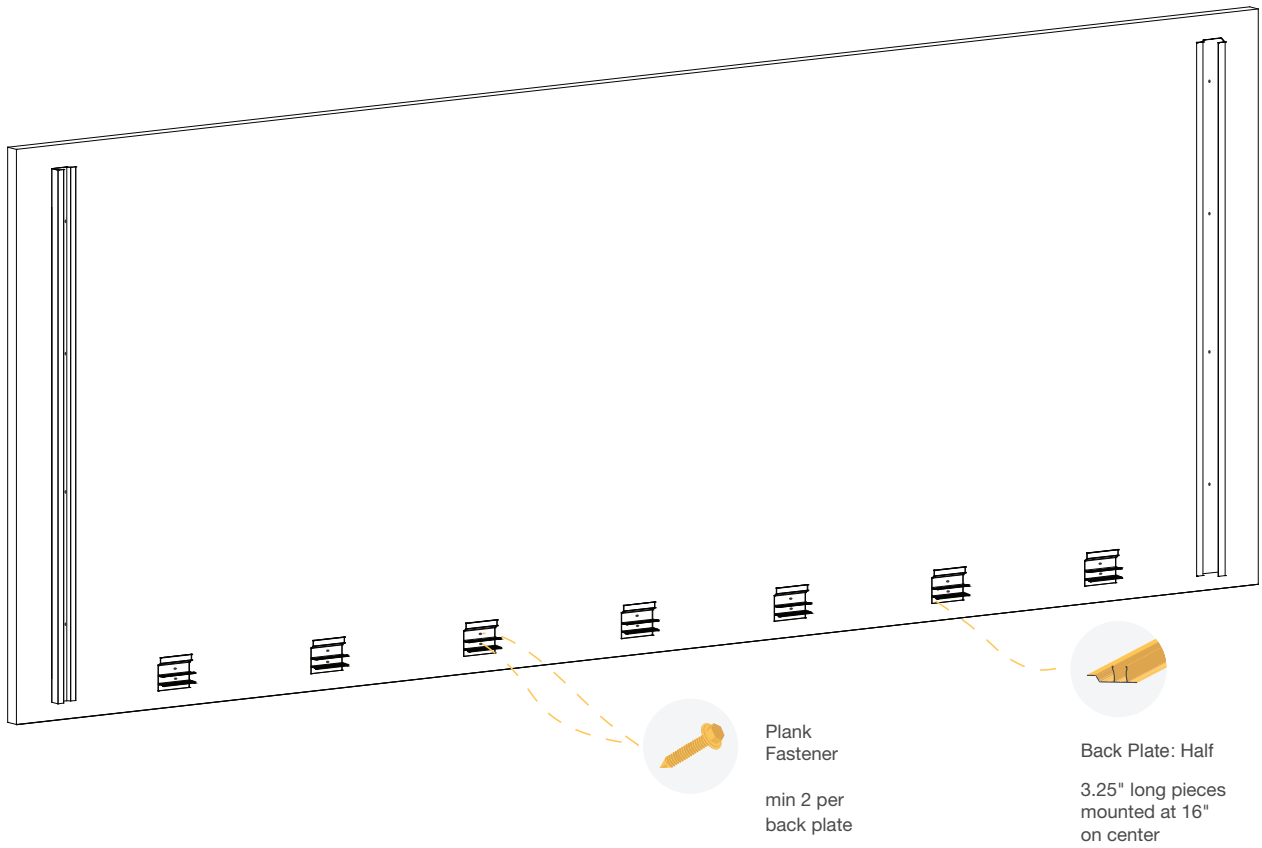 Plank
Fastener
min 2 per
back plate
Back Plate: Half
3.25" long pieces
mounted at 16"
on center